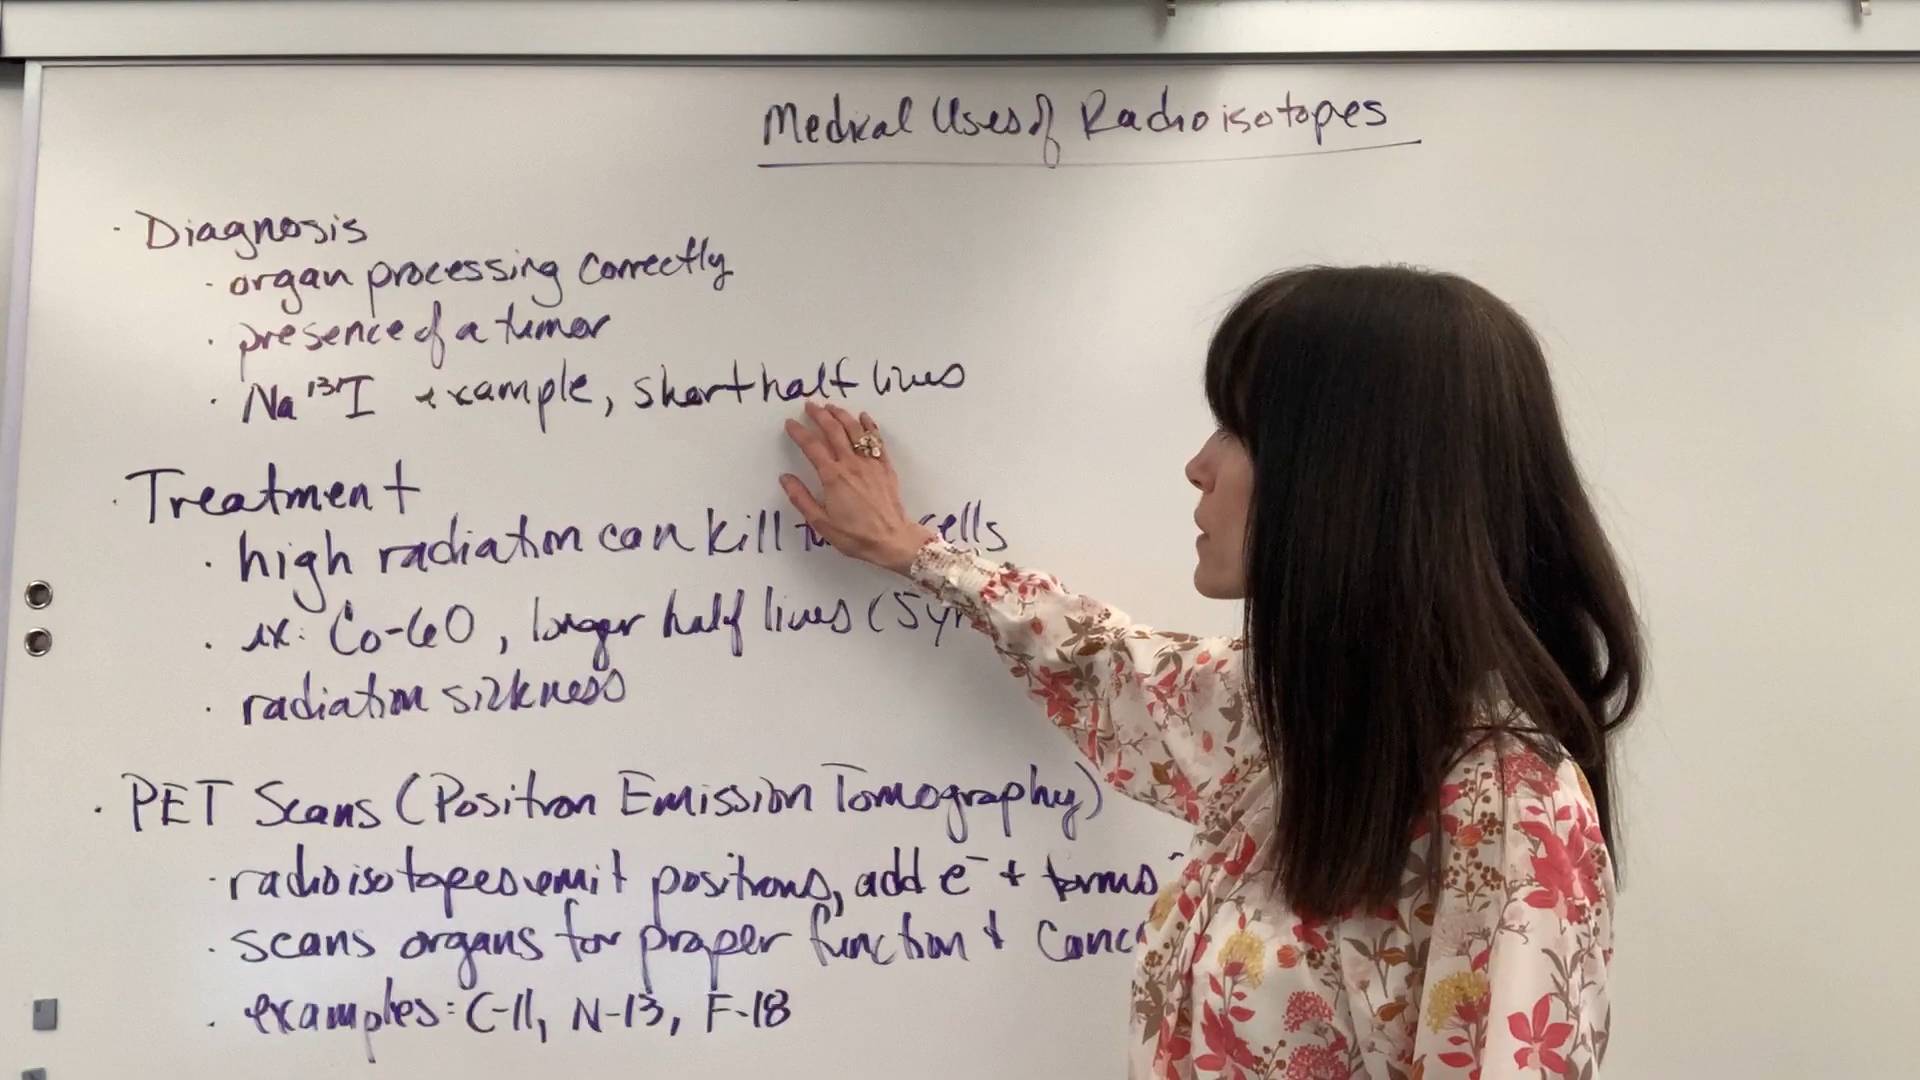 Medical Uses of Radioisotopes
· Diagnosis
· organ processing correctly
· presence of a tumor
· Na ¹³¹I example, short half lives
· Treatment
· high radiation can kill cells
· ex: Co-60, longer half lives (5yr
· radiation sickness
· PET Scans (Positron Emission Tomography)
· radioisotopes emit positrons, add e⁻ + forms
· scans organs for proper function +
· examples: C-11, N-13, F-18